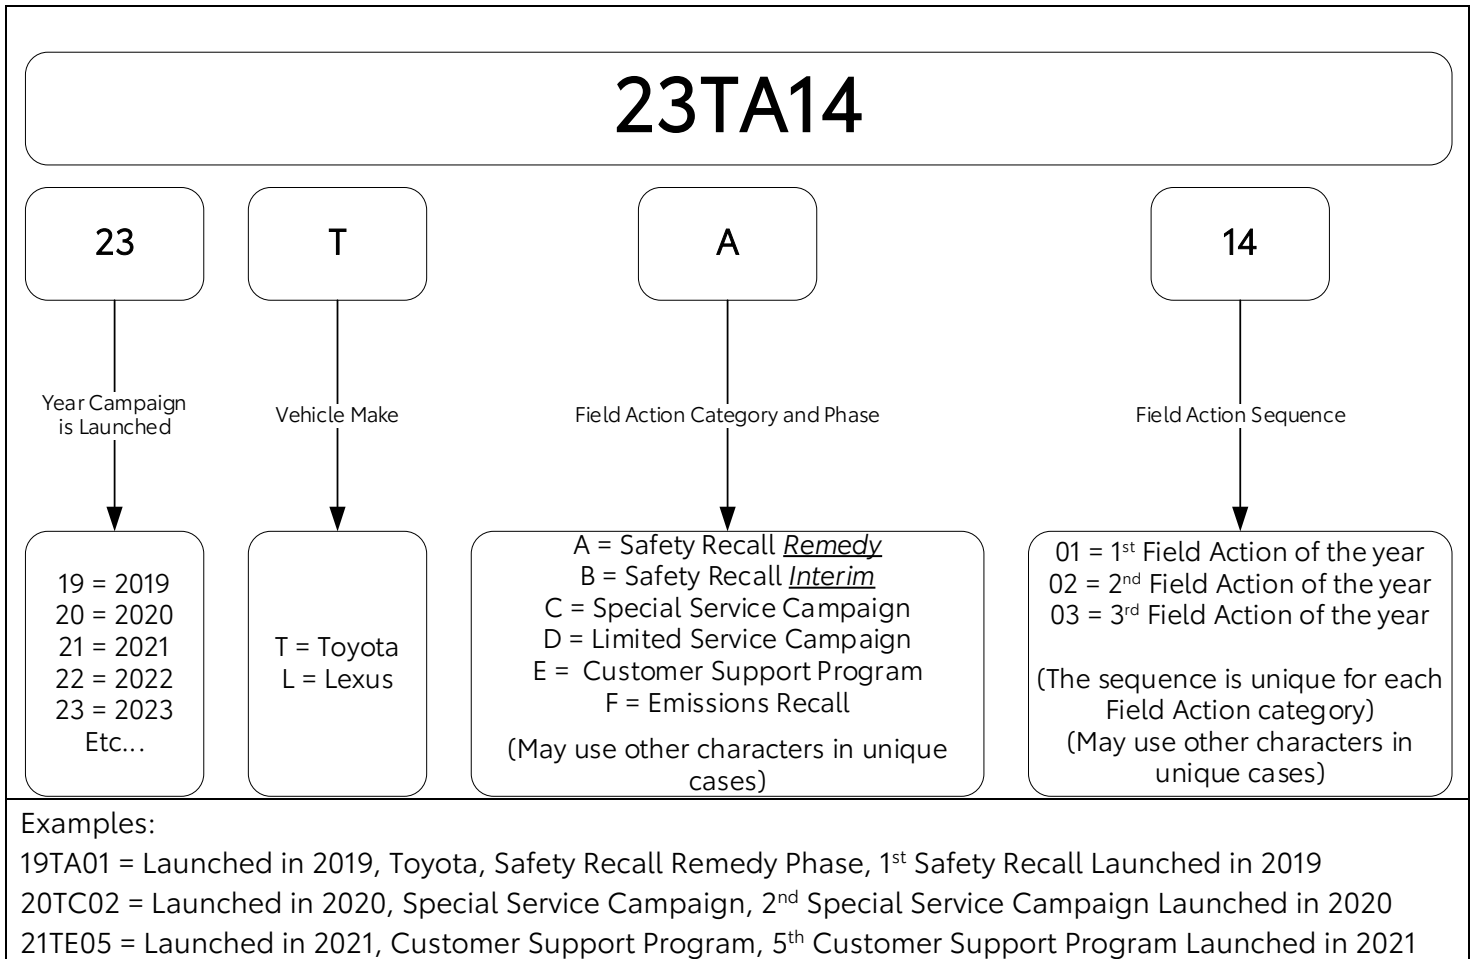 23TA14
23
T
A
14
Year Campaign
is Launched
Vehicle Make
Field Action Category and Phase
Field Action Sequence
19 = 2019
20 = 2020
21 = 2021
22 = 2022
23 = 2023
Etc...
T = Toyota
L = Lexus
A = Safety Recall Remedy
B = Safety Recall Interim
C = Special Service Campaign
D = Limited Service Campaign
E = Customer Support Program
F = Emissions Recall
(May use other characters in unique
cases)
01 = 1st Field Action of the year
02 = 2nd Field Action of the year
03 = 3rd Field Action of the year
(The sequence is unique for each
Field Action category)
(May use other characters in
unique cases)
Examples:
19TA01 = Launched in 2019, Toyota, Safety Recall Remedy Phase, 1st Safety Recall Launched in 2019
20TC02 = Launched in 2020, Special Service Campaign, 2nd Special Service Campaign Launched in 2020
21TE05 = Launched in 2021, Customer Support Program, 5th Customer Support Program Launched in 2021